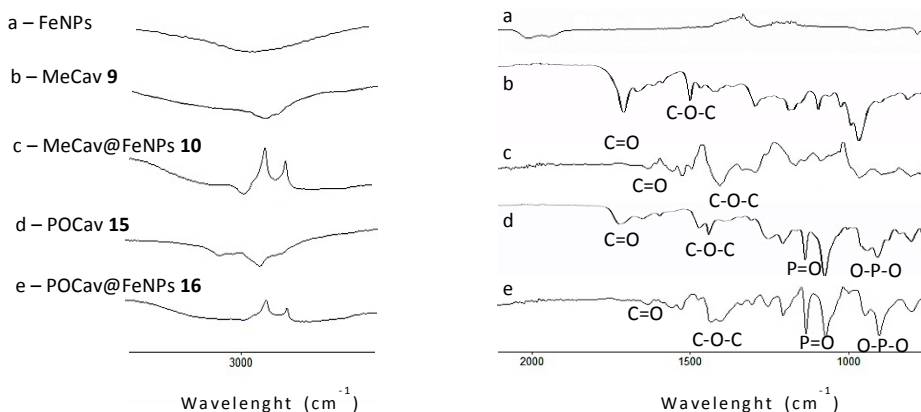 a – FeNPs
b – MeCav 9
c – MeCav@FeNPs 10
d – POCav 15
e – POCav@FeNPs 16
3000
Wavelenght (cm-1)
a
b
C=O
C-O-C
c
C=O
C-O-C
d
C=O
C-O-C
P=O
O-P-O
e
C=O
C-O-C
P=O
O-P-O
2000 1500 1000
Wavelenght (cm-1)